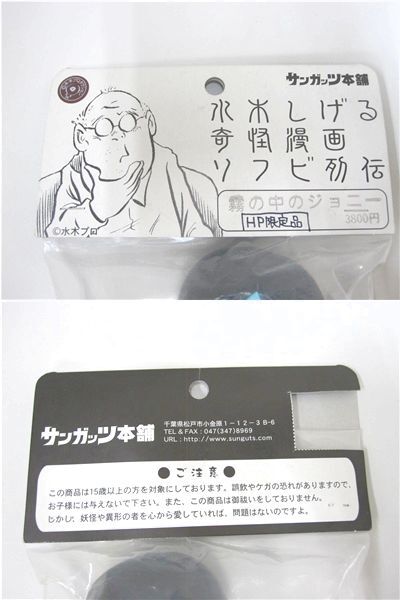 サンガッツ本舗
水木しげる
奇怪漫画
ソフビ列伝
霧の中のジョニー
HP限定品
3800円
©水木プロ
サンガッツ本舗
千葉県松戸市小金原1-12-3 B-6
TEL & FAX : 047(347)8969
URL : http://www.sunguts.com
●ご注意●
この商品は15歳以上の方を対象にしております。誤飲やケガの恐れがありますので、
お子様には与えないで下さい。また、この商品は御祓いをしておりません。
しかし、妖怪や異形の者を心から愛していれば、問題はないのですよ。